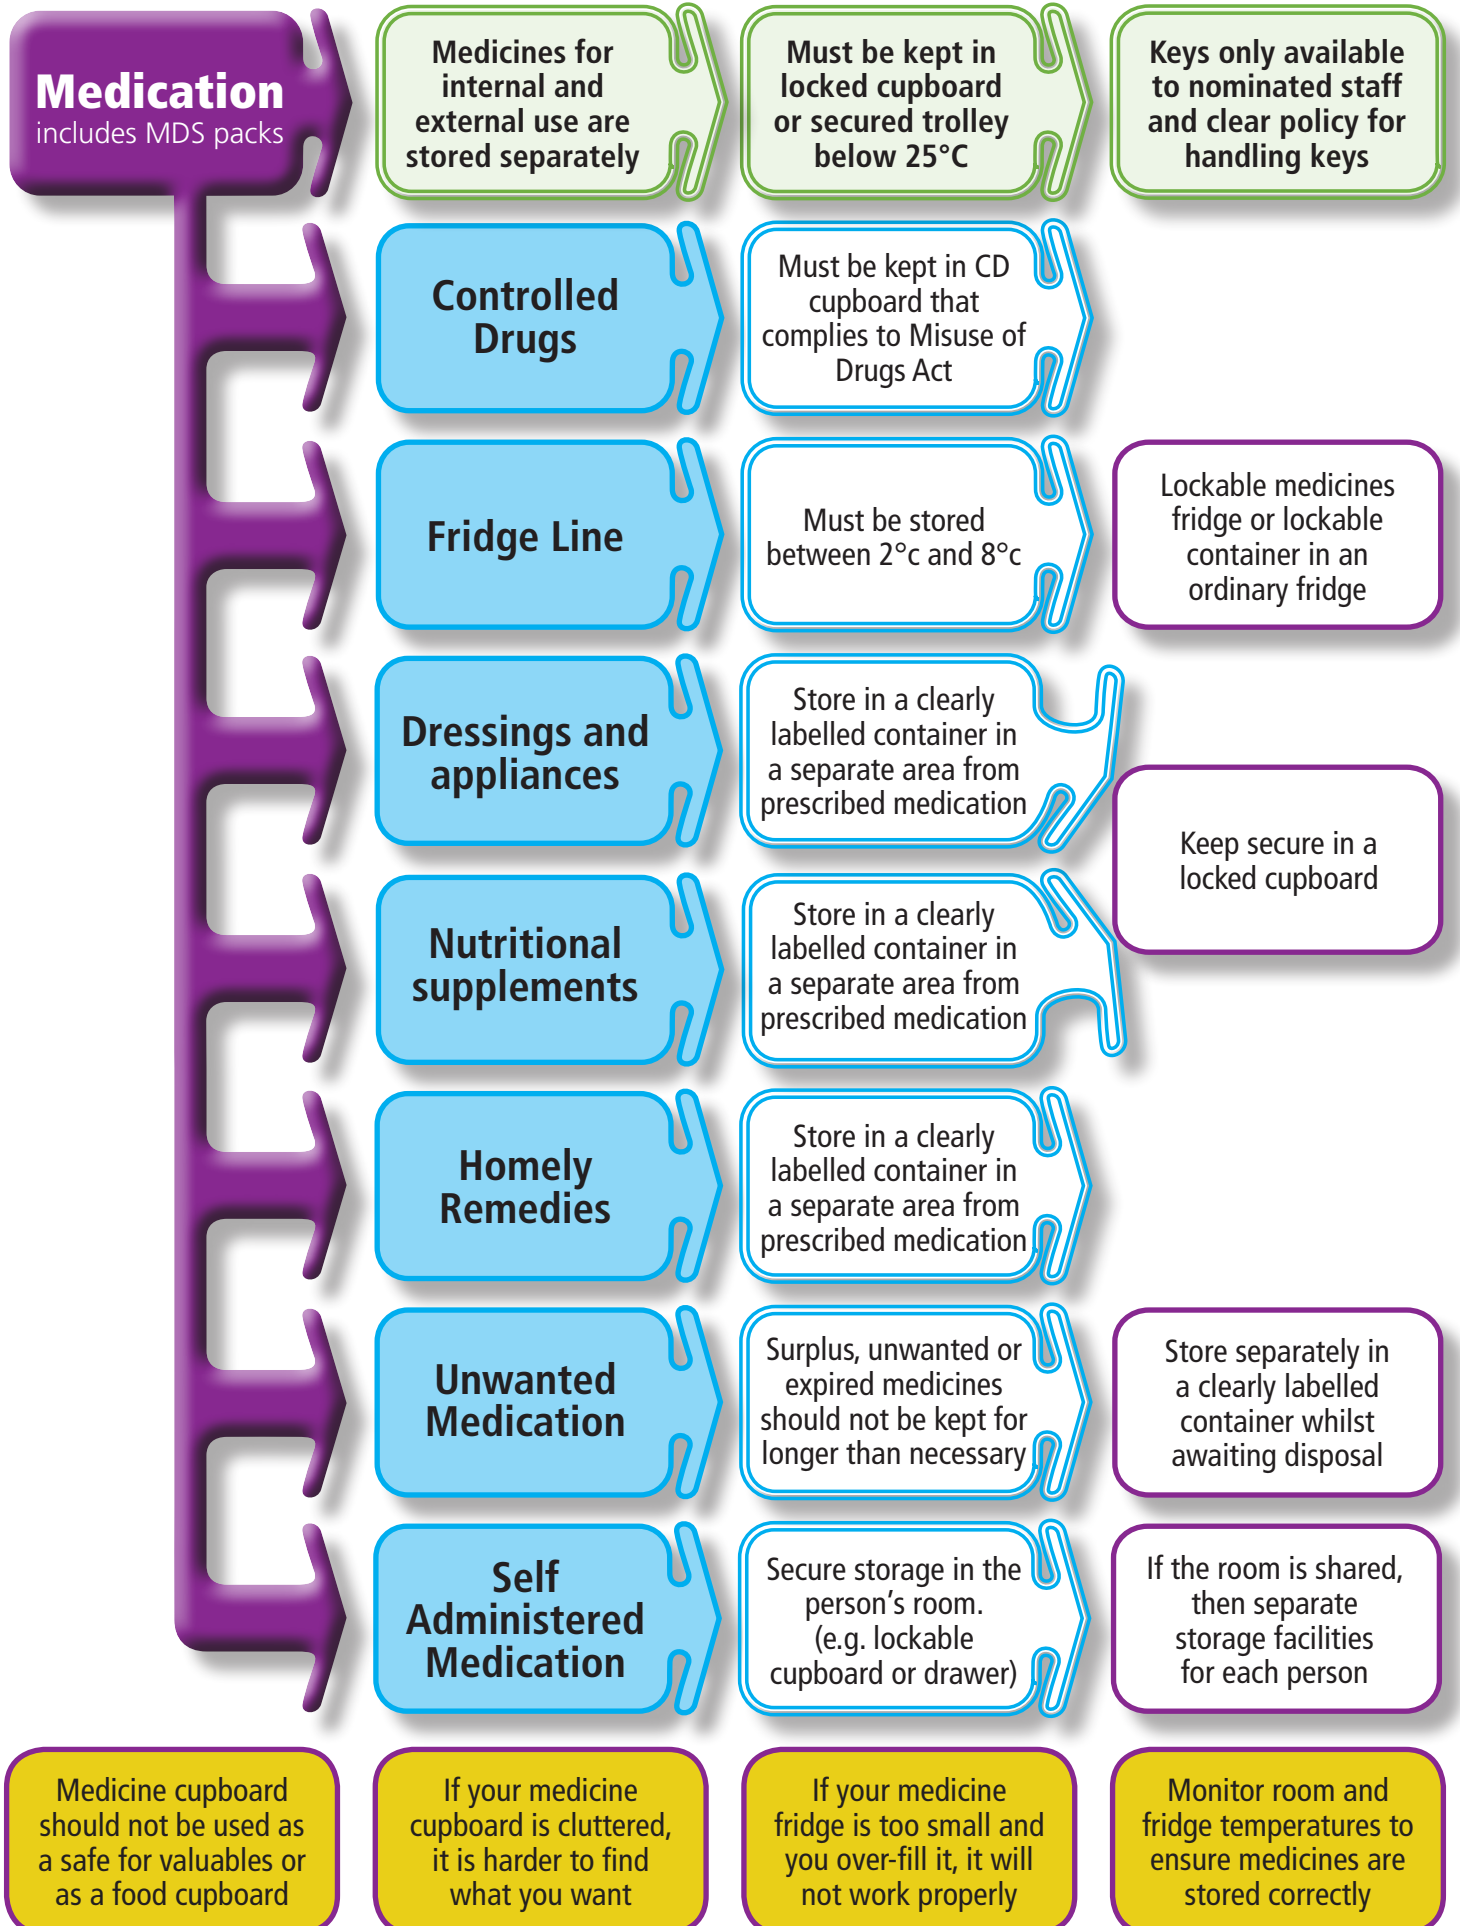 Medication
includes MDS packs
Medicines for
internal and
external use are
stored separately
Must be kept in
locked cupboard
or secured trolley
below 25°C
Keys only available
to nominated staff
and clear policy for
handling keys
Controlled
Drugs
Must be kept in CD
cupboard that
complies to Misuse of
Drugs Act
Fridge Line
Must be stored
between 2°c and 8°c
Lockable medicines
fridge or lockable
container in an
ordinary fridge
Dressings and
appliances
Store in a clearly
labelled container in
a separate area from
prescribed medication
Keep secure in a
locked cupboard
Nutritional
supplements
Store in a clearly
labelled container in
a separate area from
prescribed medication
Homely
Remedies
Store in a clearly
labelled container in
a separate area from
prescribed medication
Unwanted
Medication
Surplus, unwanted or
expired medicines
should not be kept for
longer than necessary
Store separately in
a clearly labelled
container whilst
awaiting disposal
Self
Administered
Medication
Secure storage in the
person's room.
(e.g. lockable
cupboard or drawer)
If the room is shared,
then separate
storage facilities
for each person
Medicine cupboard
should not be used as
a safe for valuables or
as a food cupboard
If your medicine
cupboard is cluttered,
it is harder to find
what you want
If your medicine
fridge is too small and
you over-fill it, it will
not work properly
Monitor room and
fridge temperatures to
ensure medicines are
stored correctly